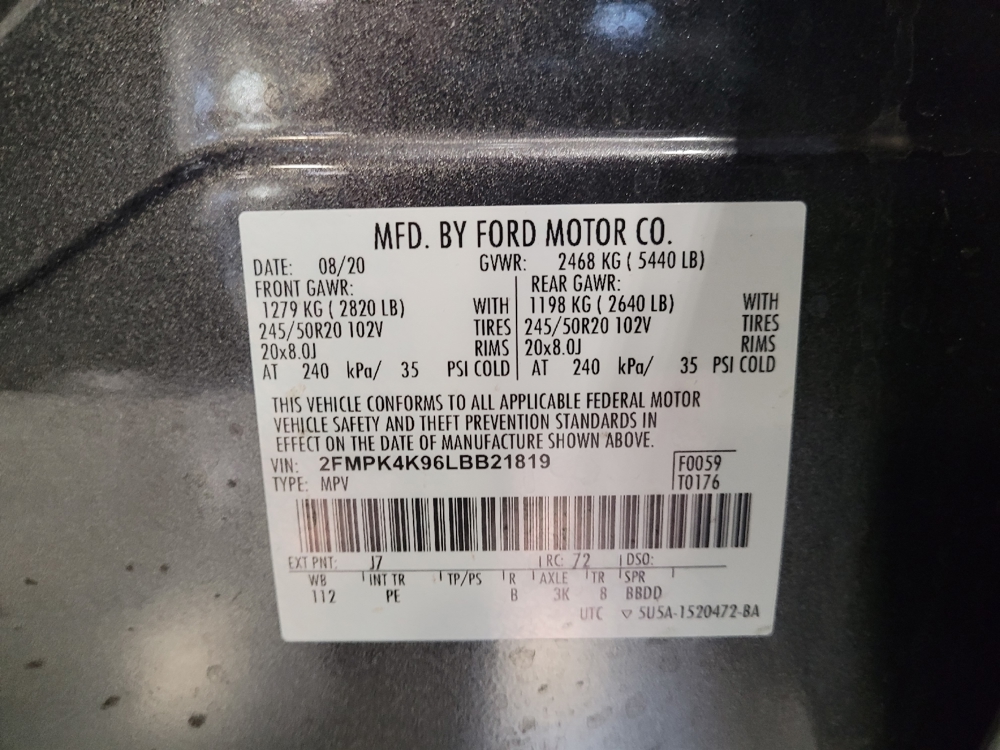 MFD. BY FORD MOTOR CO.
DATE: 08/20 GVWR: 2468 KG ( 5440 LB)
FRONT GAWR: REAR GAWR:
1279 KG ( 2820 LB) WITH 1198 KG ( 2640 LB) WITH
245/50R20 102V TIRES 245/50R20 102V TIRES
20x8.0J RIMS 20x8.0J RIMS
AT 240 kPa/ 35 PSI COLD AT 240 kPa/ 35 PSI COLD
THIS VEHICLE CONFORMS TO ALL APPLICABLE FEDERAL MOTOR
VEHICLE SAFETY AND THEFT PREVENTION STANDARDS IN
EFFECT ON THE DATE OF MANUFACTURE SHOWN ABOVE.
VIN: 2FMPK4K96LBB21819 F0059
TYPE: MPV T0176
EXT PNT: J7 RC: 72 DSO:
WB INT TR TP/PS R AXLE TR SPR
112 PE B 3K 8 BBDD
UTC ▽ 5U5A-1520472-BA